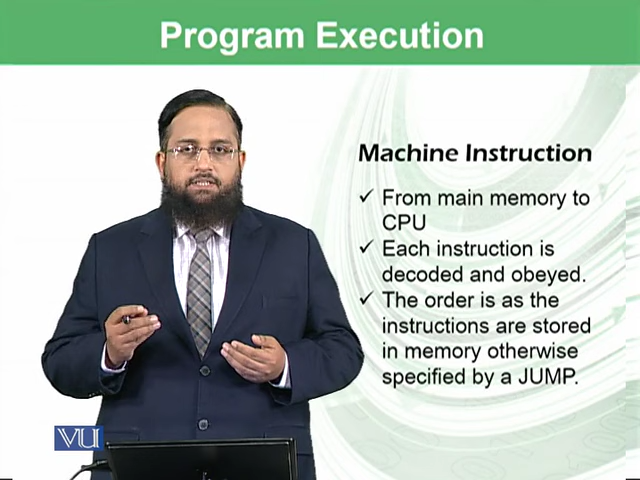 Program Execution
Machine Instruction
✓ From main memory to
CPU
✓ Each instruction is
decoded and obeyed.
✓ The order is as the
instructions are stored
in memory otherwise
specified by a JUMP.
VU